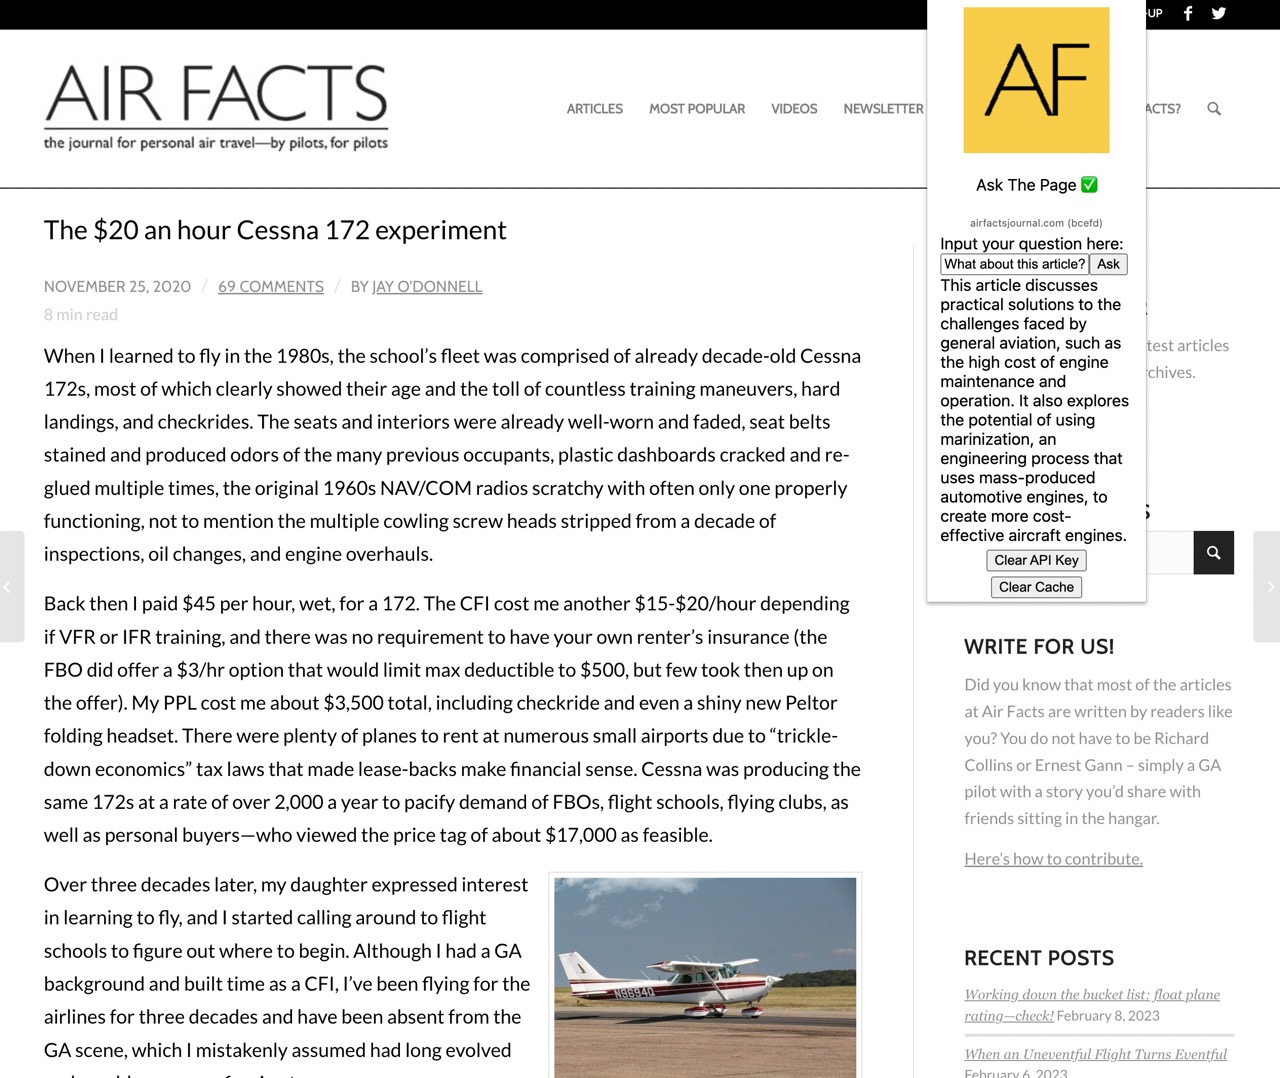 -UP
AIR FACTS
the journal for personal air travel—by pilots, for pilots
ARTICLES MOST POPULAR VIDEOS NEWSLETTER ACTS?
The $20 an hour Cessna 172 experiment
NOVEMBER 25, 2020 / 69 COMMENTS / BY JAY O'DONNELL
8 min read
When I learned to fly in the 1980s, the school’s fleet was comprised of already decade-old Cessna
172s, most of which clearly showed their age and the toll of countless training maneuvers, hard
landings, and checkrides. The seats and interiors were already well-worn and faded, seat belts
stained and produced odors of the many previous occupants, plastic dashboards cracked and re-
glued multiple times, the original 1960s NAV/COM radios scratchy with often only one properly
functioning, not to mention the multiple cowling screw heads stripped from a decade of
inspections, oil changes, and engine overhauls.
Back then I paid $45 per hour, wet, for a 172. The CFI cost me another $15-$20/hour depending
if VFR or IFR training, and there was no requirement to have your own renter’s insurance (the
FBO did offer a $3/hr option that would limit max deductible to $500, but few took then up on
the offer). My PPL cost me about $3,500 total, including checkride and even a shiny new Peltor
folding headset. There were plenty of planes to rent at numerous small airports due to “trickle-
down economics” tax laws that made lease-backs make financial sense. Cessna was producing the
same 172s at a rate of over 2,000 a year to pacify demand of FBOs, flight schools, flying clubs, as
well as personal buyers—who viewed the price tag of about $17,000 as feasible.
Over three decades later, my daughter expressed interest
in learning to fly, and I started calling around to flight
schools to figure out where to begin. Although I had a GA
background and built time as a CFI, I’ve been flying for the
airlines for three decades and have been absent from the
GA scene, which I mistakenly assumed had long evolved
AF
Ask The Page ✅
airfactsjournal.com (bcefd)
Input your question here:
What about this article? Ask
This article discusses
practical solutions to the
challenges faced by
general aviation, such as
the high cost of engine
maintenance and
operation. It also explores
the potential of using
marinization, an
engineering process that
uses mass-produced
automotive engines, to
create more cost-
effective aircraft engines.
Clear API Key
Clear Cache
test articles
rchives.
S
WRITE FOR US!
Did you know that most of the articles
at Air Facts are written by readers like
you? You do not have to be Richard
Collins or Ernest Gann – simply a GA
pilot with a story you’d share with
friends sitting in the hangar.
Here’s how to contribute.
RECENT POSTS
Working down the bucket list: float plane
rating—check! February 8, 2023
When an Uneventful Flight Turns Eventful
February 6, 2023